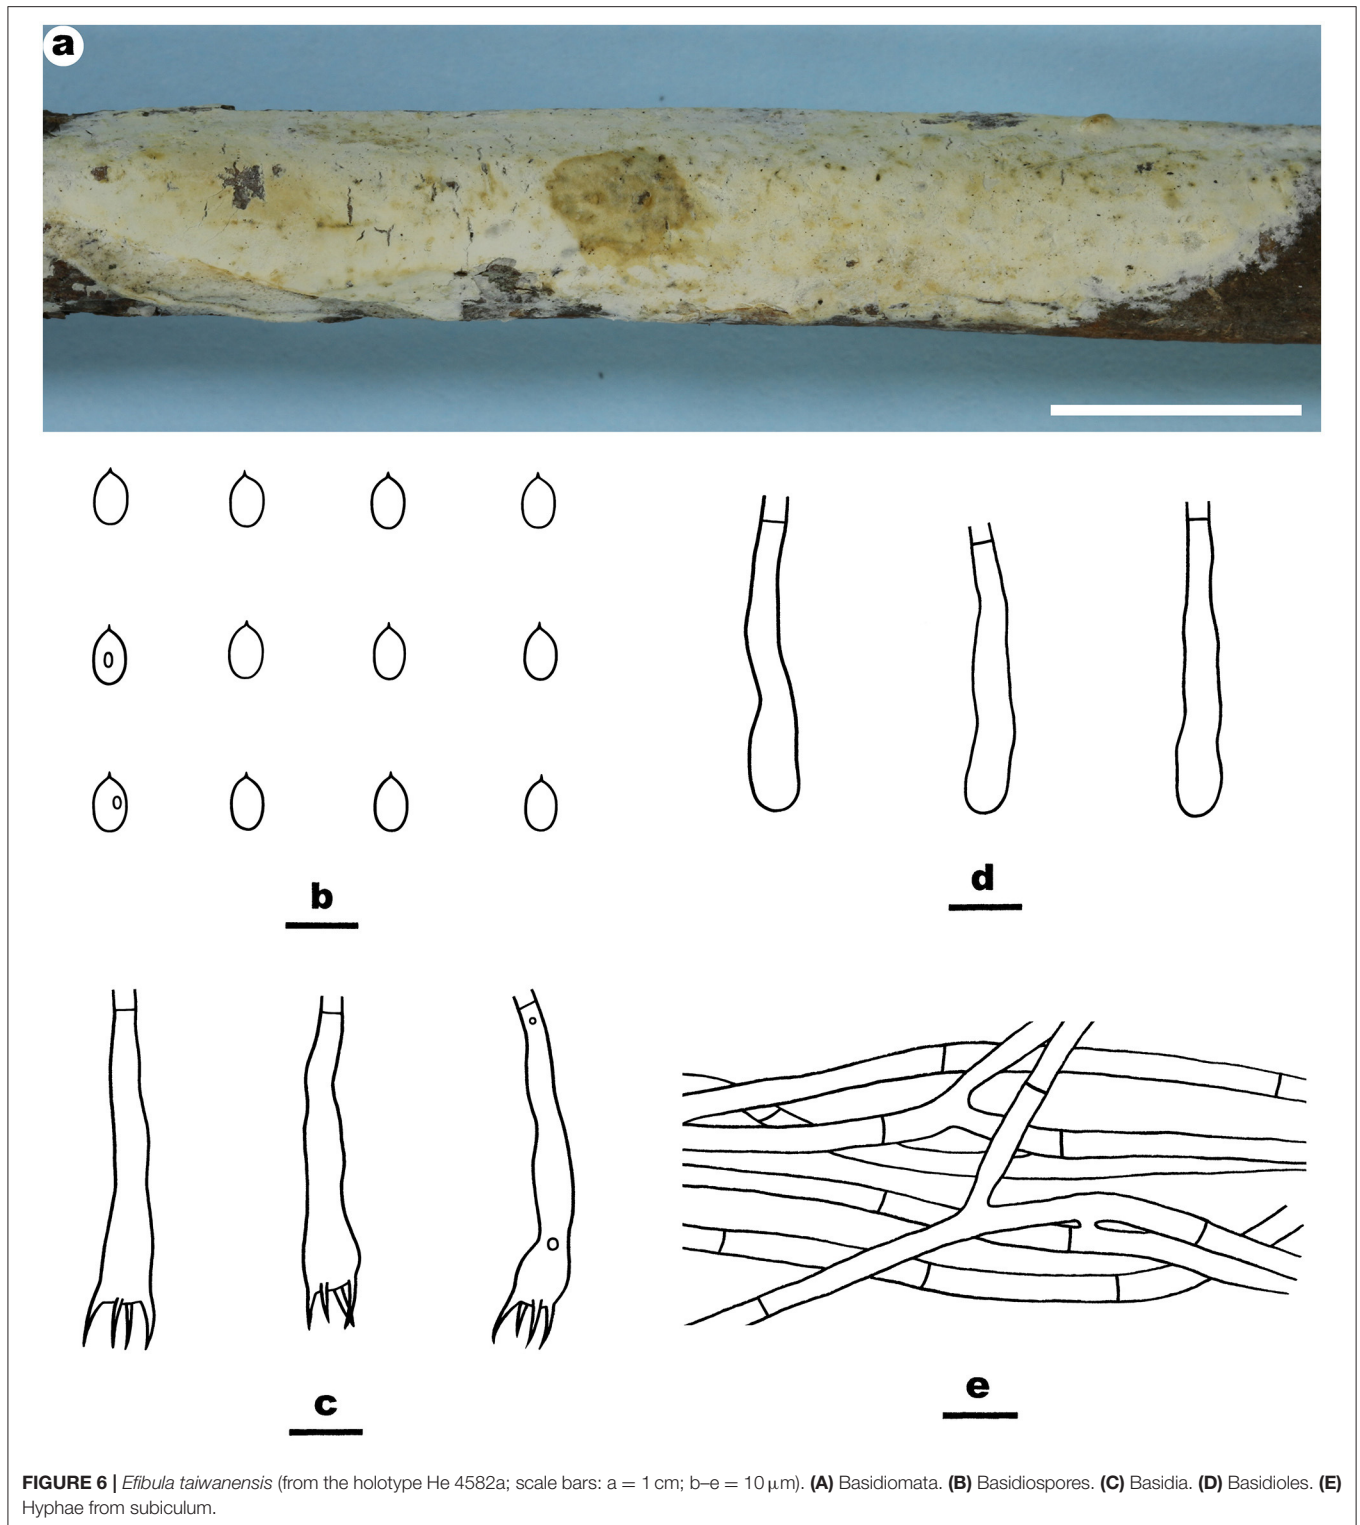 a
b
d
c
e
FIGURE 6 | Efibula taiwanensis (from the holotype He 4582a; scale bars: a = 1 cm; b–e = 10 μm). (A) Basidiomata. (B) Basidiospores. (C) Basidia. (D) Basidioles. (E)
Hyphae from subiculum.